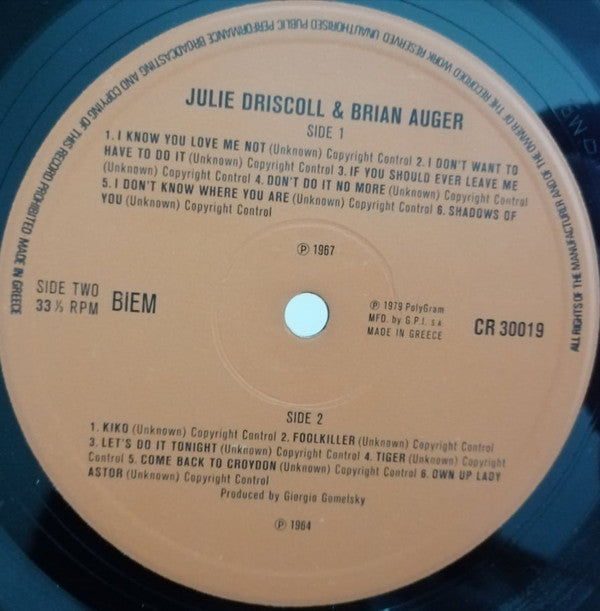 ALL RIGHTS OF THE MANUFACTURER AND OF THE OWNER OF THE RECORDED WORK RESERVED UNAUTHORISED PUBLIC PERFORMANCE BROADCASTING AND COPYING OF THIS RECORD PROHIBITED MADE IN GREECE
JULIE DRISCOLL & BRIAN AUGER
SIDE 1
1. I KNOW YOU LOVE ME NOT (Unknown) Copyright Control 2. I DON'T WANT TO
HAVE TO DO IT (Unknown) Copyright Control 3. IF YOU SHOULD EVER LEAVE ME
(Unknown) Copyright Control 4. DON'T DO IT NO MORE (Unknown) Copyright Control
5. I DON'T KNOW WHERE YOU ARE (Unknown) Copyright Control 6. SHADOWS OF
YOU (Unknown) Copyright Control
℗ 1967
SIDE TWO
33 ⅓ RPM
BIEM
℗ 1979 PolyGram
MFD. by G.P.I. S.A.
MADE IN GREECE
CR 30019
SIDE 2
1. KIKO (Unknown) Copyright Control 2. FOOLKILLER (Unknown) Copyright Control
3. LET'S DO IT TONIGHT (Unknown) Copyright Control 4. TIGER (Unknown) Copyright
Control 5. COME BACK TO CROYDON (Unknown) Copyright Control 6. OWN UP LADY
ASTOR (Unknown) Copyright Control
Produced by Giorgio Gomelsky
℗ 1964